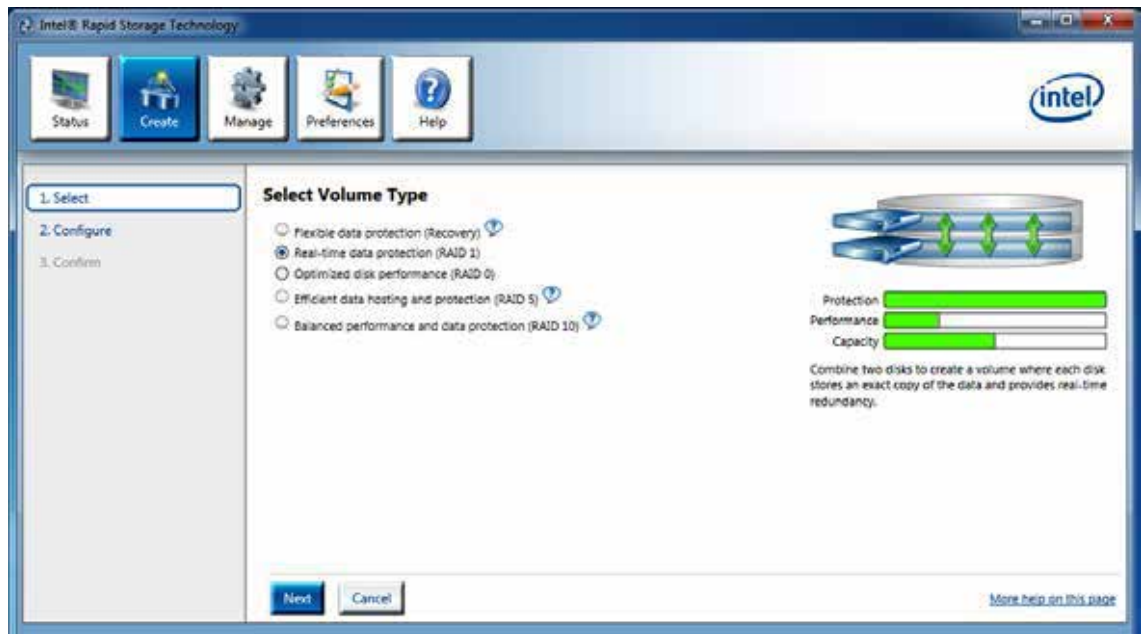 Intel® Rapid Storage Technology
Status
Create
Manage
Preferences
Help
intel
1. Select
2. Configure
3. Confirm
Select Volume Type
Flexible data protection (Recovery) ?
Real-time data protection (RAID 1)
Optimized disk performance (RAID 0)
Efficient data hosting and protection (RAID 5) ?
Balanced performance and data protection (RAID 10) ?
Protection
Performance
Capacity
Combine two disks to create a volume where each disk
stores an exact copy of the data and provides real-time
redundancy.
Next
Cancel
More help on this page